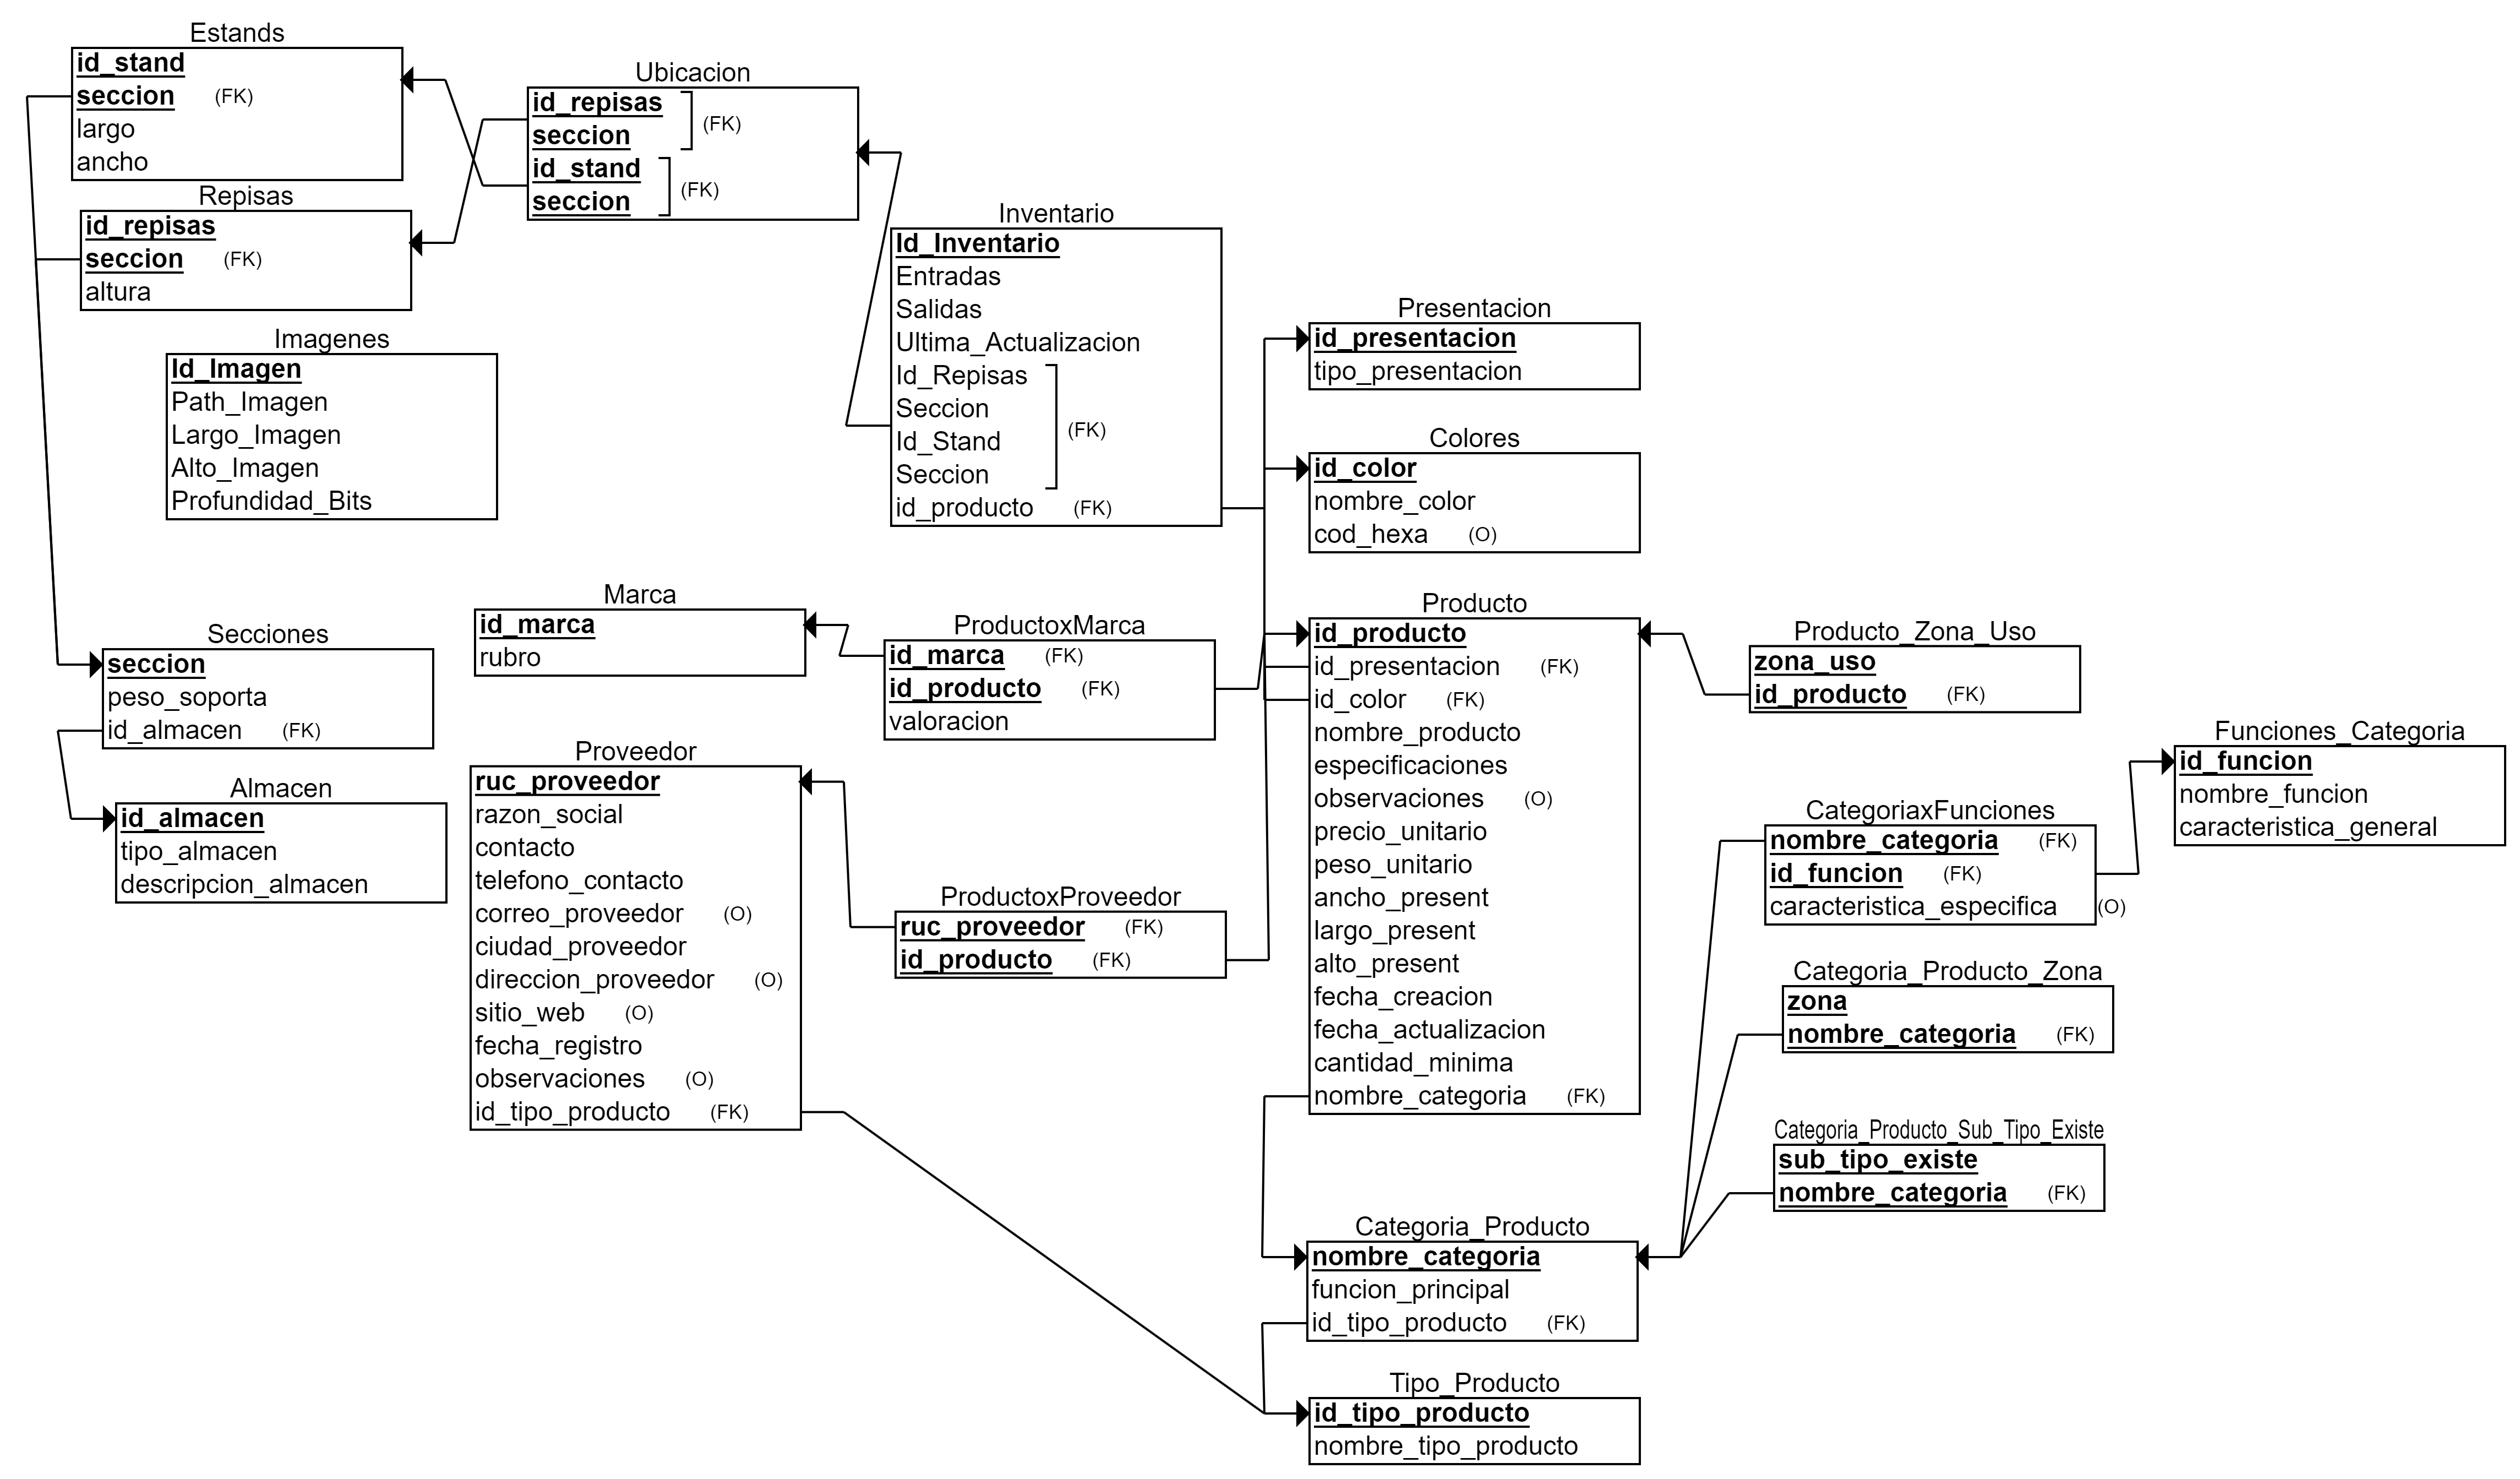 Estands
id_stand
seccion (FK)
largo
ancho
Repisas
id_repisas
seccion (FK)
altura
Imagenes
Id_Imagen
Path_Imagen
Largo_Imagen
Alto_Imagen
Profundidad_Bits
Secciones
seccion
peso_soporta
id_almacen (FK)
Almacen
id_almacen
tipo_almacen
descripcion_almacen
Ubicacion
id_repisas
seccion
(FK)
id_stand
seccion
(FK)
Marca
id_marca
rubro
Proveedor
ruc_proveedor
razon_social
contacto
telefono_contacto
correo_proveedor (O)
ciudad_proveedor
direccion_proveedor (O)
sitio_web (O)
fecha_registro
observaciones (O)
id_tipo_producto (FK)
Inventario
Id_Inventario
Entradas
Salidas
Ultima_Actualizacion
Id_Repisas
Seccion
Id_Stand
Seccion
(FK)
id_producto (FK)
ProductoxMarca
id_marca (FK)
id_producto (FK)
valoracion
ProductoxProveedor
ruc_proveedor (FK)
id_producto (FK)
Presentacion
id_presentacion
tipo_presentacion
Colores
id_color
nombre_color
cod_hexa (O)
Producto
id_producto
id_presentacion (FK)
id_color (FK)
nombre_producto
especificaciones
observaciones (O)
precio_unitario
peso_unitario
ancho_present
largo_present
alto_present
fecha_creacion
fecha_actualizacion
cantidad_minima
nombre_categoria (FK)
Categoria_Producto
nombre_categoria
funcion_principal
id_tipo_producto (FK)
Tipo_Producto
id_tipo_producto
nombre_tipo_producto
Producto_Zona_Uso
zona_uso
id_producto (FK)
CategoriaxFunciones
nombre_categoria (FK)
id_funcion (FK)
caracteristica_especifica (O)
Categoria_Producto_Zona
zona
nombre_categoria (FK)
Categoria_Producto_Sub_Tipo_Existe
sub_tipo_existe
nombre_categoria (FK)
Funciones_Categoria
id_funcion
nombre_funcion
caracteristica_general